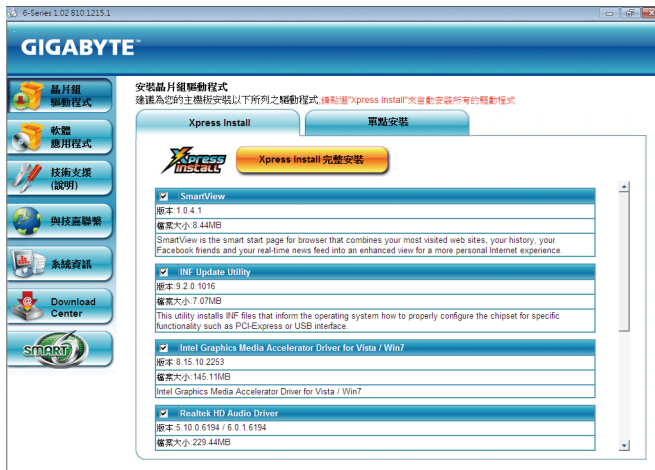 6-Series 1.02 B10.1215.1
GIGABYTE™
晶片組
驅動程式
軟體
應用程式
技術支援
(說明)
與技嘉聯繫
系統資訊
Download
Center
SMART
安裝晶片組驅動程式
建議為您的主機板安裝以下所列之驅動程式;請點選"Xpress Install"來自動安裝所有的驅動程式
Xpress Install
單點安裝
Xpress
INSTALL
Xpress Install 完整安裝
SmartView
版本:1.0.4.1
檔案大小:8.44MB
SmartView is the smart start page for browser that combines your most visited web sites, your history, your
Facebook friends and your real-time news feed into an enhanced view for a more personal Internet experience.
INF Update Utility
版本:9.2.0.1016
檔案大小:7.07MB
This utility installs INF files that inform the operating system how to properly configure the chipset for specific
functionality such as PCI-Express or USB interface.
Intel Graphics Media Accelerator Driver for Vista / Win7
版本:8.15.10.2253
檔案大小:145.11MB
Intel Graphics Media Accelerator Driver for Vista / Win7
Realtek HD Audio Driver
版本:5.10.0.6194 / 6.0.1.6194
檔案大小:229.44MB